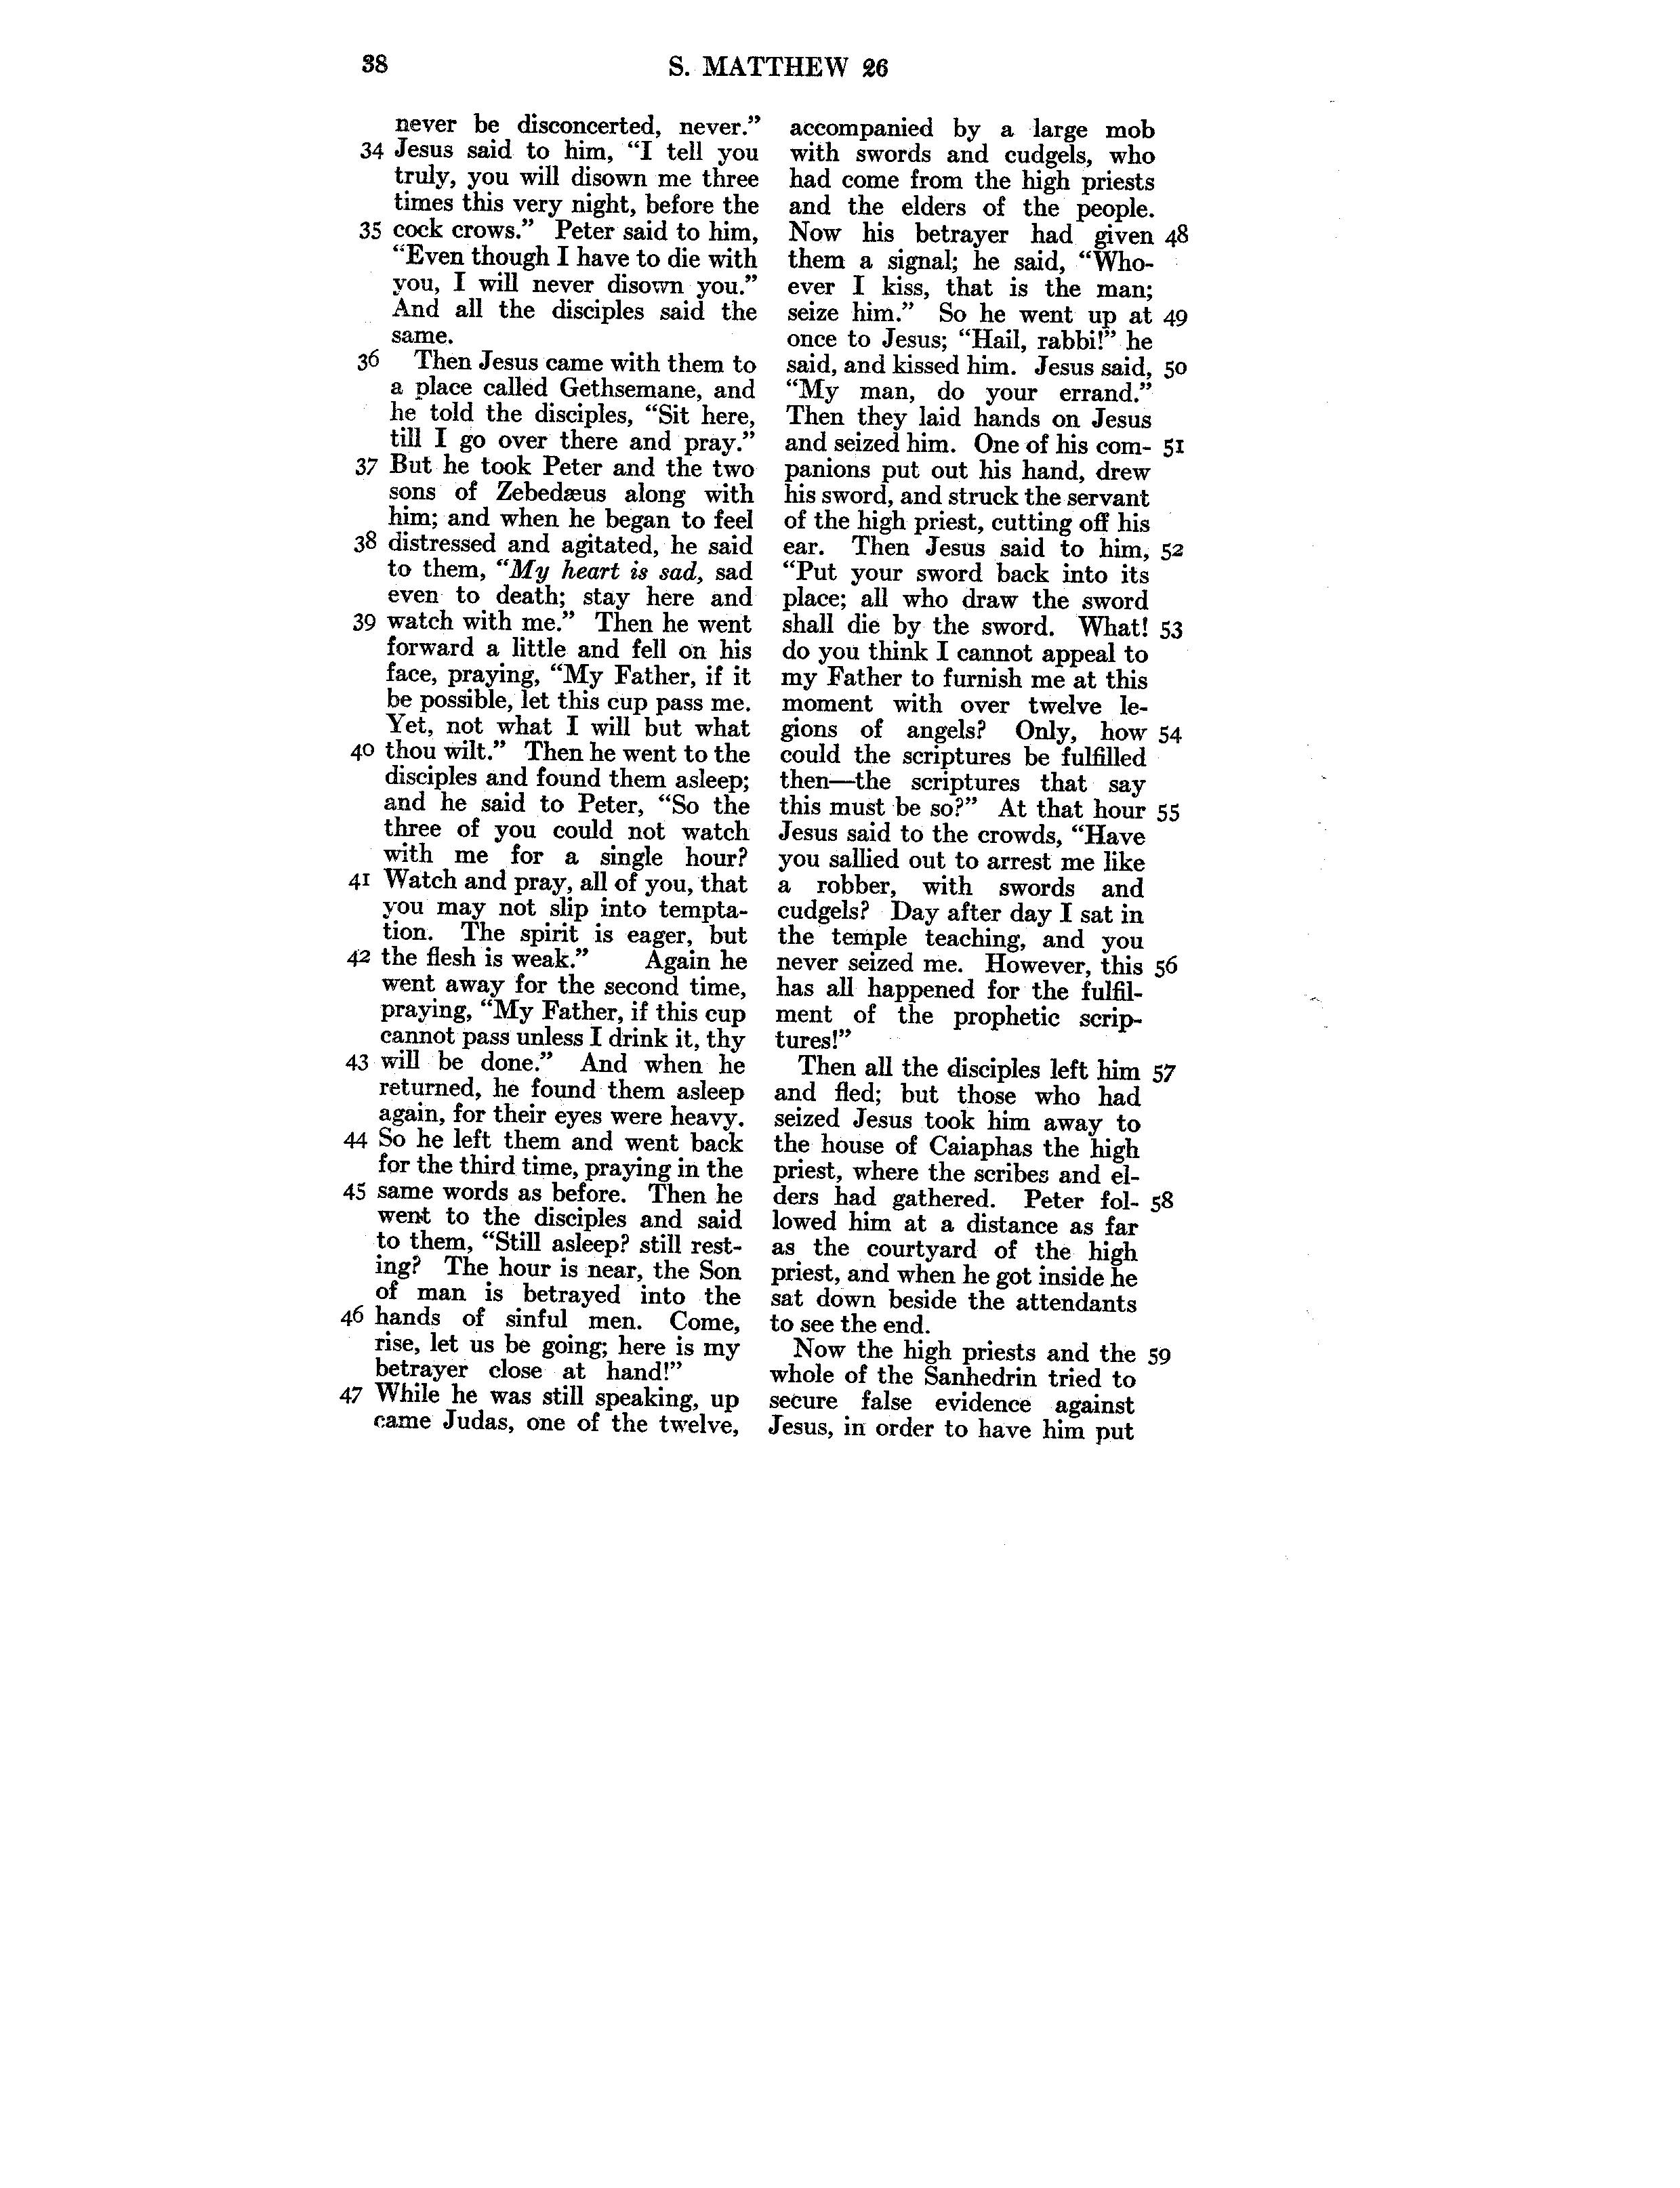 38
S. MATTHEW 26
never be disconcerted, never.”
34 Jesus said to him, “I tell you
truly, you will disown me three
times this very night, before the
35 cock crows.” Peter said to him,
“Even though I have to die with
you, I will never disown you.”
And all the disciples said the
same.
36 Then Jesus came with them to
a place called Gethsemane, and
he told the disciples, “Sit here,
till I go over there and pray.”
37 But he took Peter and the two
sons of Zebedæus along with
him; and when he began to feel
38 distressed and agitated, he said
to them, “My heart is sad, sad
even to death; stay here and
39 watch with me.” Then he went
forward a little and fell on his
face, praying, “My Father, if it
be possible, let this cup pass me.
Yet, not what I will but what
40 thou wilt.” Then he went to the
disciples and found them asleep;
and he said to Peter, “So the
three of you could not watch
with me for a single hour?
41 Watch and pray, all of you, that
you may not slip into tempta-
tion. The spirit is eager, but
42 the flesh is weak.” Again he
went away for the second time,
praying, “My Father, if this cup
cannot pass unless I drink it, thy
43 will be done.” And when he
returned, he found them asleep
again, for their eyes were heavy.
44 So he left them and went back
for the third time, praying in the
45 same words as before. Then he
went to the disciples and said
to them, “Still asleep? still rest-
ing? The hour is near, the Son
of man is betrayed into the
46 hands of sinful men. Come,
rise, let us be going; here is my
betrayer close at hand!”
47 While he was still speaking, up
came Judas, one of the twelve,
accompanied by a large mob
with swords and cudgels, who
had come from the high priests
and the elders of the people.
Now his betrayer had given 48
them a signal; he said, “Who-
ever I kiss, that is the man;
seize him.” So he went up at 49
once to Jesus; “Hail, rabbi!” he
said, and kissed him. Jesus said, 50
“My man, do your errand.”
Then they laid hands on Jesus
and seized him. One of his com- 51
panions put out his hand, drew
his sword, and struck the servant
of the high priest, cutting off his
ear. Then Jesus said to him, 52
“Put your sword back into its
place; all who draw the sword
shall die by the sword. What! 53
do you think I cannot appeal to
my Father to furnish me at this
moment with over twelve le-
gions of angels? Only, how 54
could the scriptures be fulfilled
then—the scriptures that say
this must be so?” At that hour 55
Jesus said to the crowds, “Have
you sallied out to arrest me like
a robber, with swords and
cudgels? Day after day I sat in
the temple teaching, and you
never seized me. However, this 56
has all happened for the fulfil-
ment of the prophetic scrip-
tures!”
Then all the disciples left him 57
and fled; but those who had
seized Jesus took him away to
the house of Caiaphas the high
priest, where the scribes and el-
ders had gathered. Peter fol- 58
lowed him at a distance as far
as the courtyard of the high
priest, and when he got inside he
sat down beside the attendants
to see the end.
Now the high priests and the 59
whole of the Sanhedrin tried to
secure false evidence against
Jesus, in order to have him put